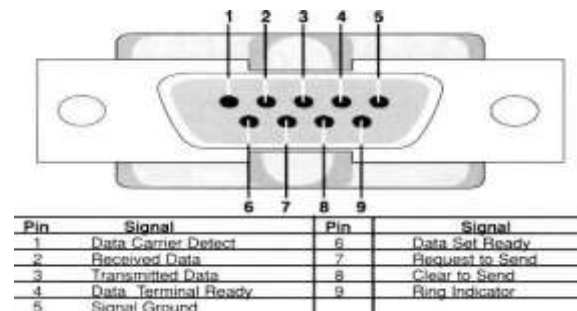 1 2 3 4 5
6 7 8 9
Pin Signal Pin Signal
1 Data Carrier Detect 6 Data Set Ready
2 Received Data 7 Request to Send
3 Transmitted Data 8 Clear to Send
4 Data Terminal Ready 9 Ring Indicator
5 Signal Ground